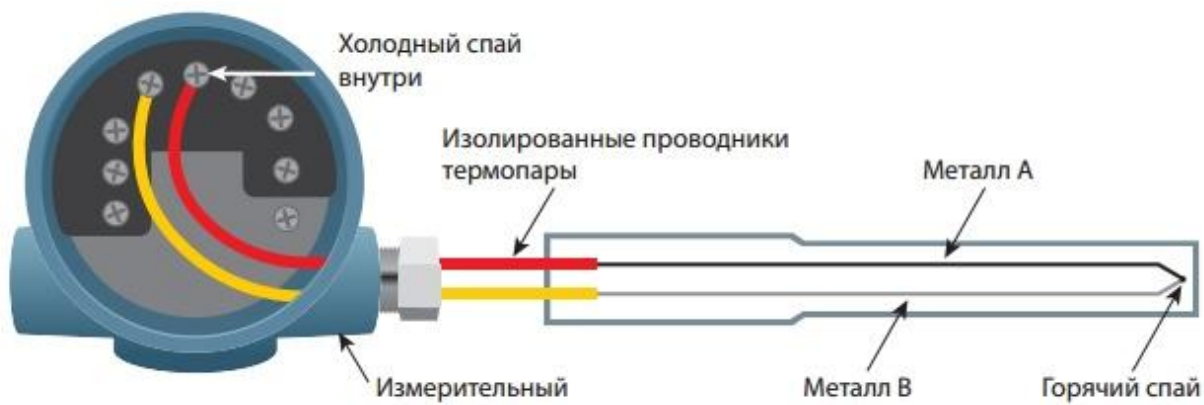 Холодный спай
внутри
Изолированные проводники
термопары
Металл А
Измерительный
Металл В
Горячий спай